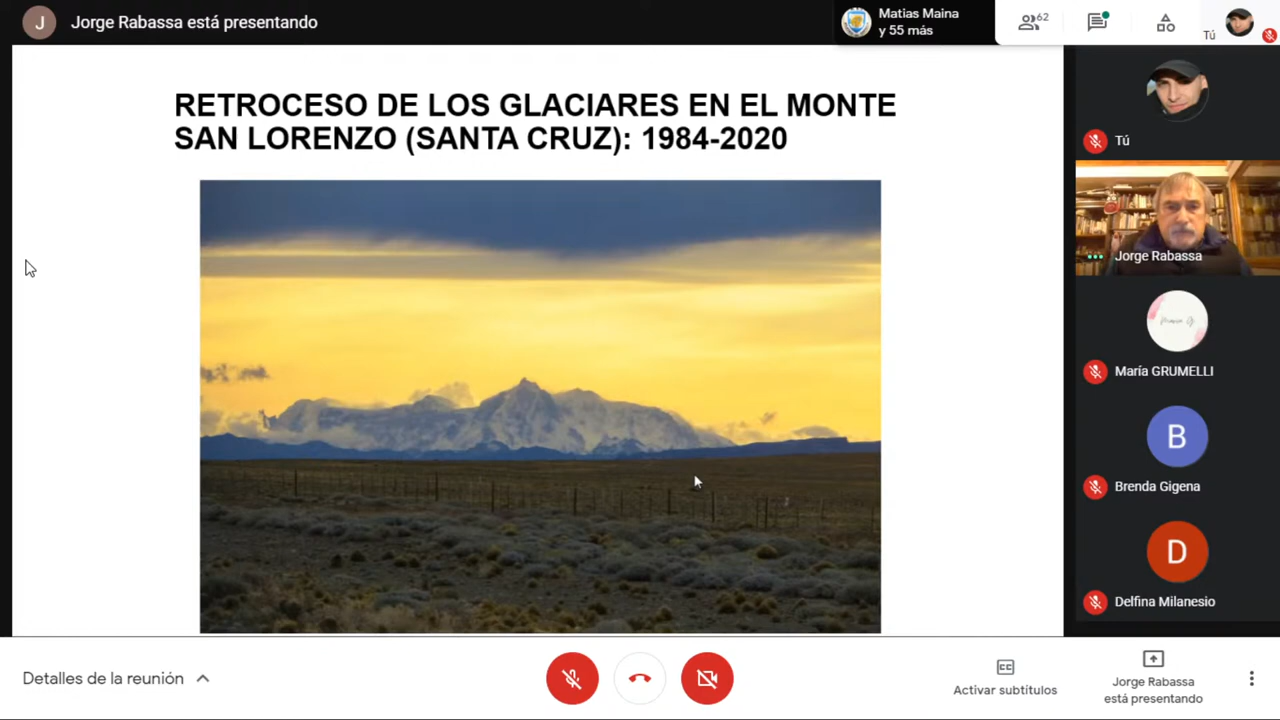 J
Jorge Rabassa está presentando
Matias Maina
y 55 más
62
Tú
RETROCESO DE LOS GLACIARES EN EL MONTE
SAN LORENZO (SANTA CRUZ): 1984-2020
Tú
Jorge Rabassa
María GRUMELLI
B
Brenda Gigena
D
Delfina Milanesio
Detalles de la reunión
CC
Activar subtítulos
Jorge Rabassa
está presentando